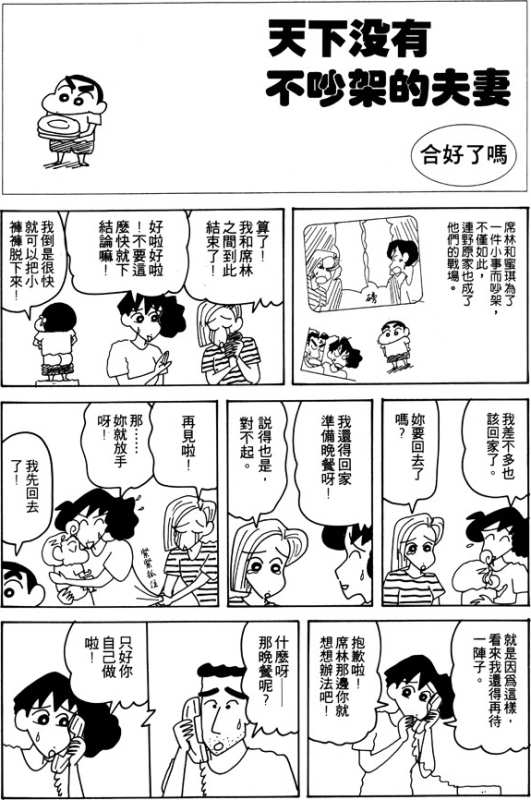 天下没有
不吵架的夫妻
合好了嗎
席林和蜜琪為了
一件小事而吵架，
不僅如此，
連野原家也成了
他們的戰場。
磅
算了！
我和席林
之間到此
結束了！
好啦好啦
！不要這
麼快就下
結論嘛！
我倒是很快
就可以把小
褲褲脫下來！
我差不多也
該回家了。
妳要回去了
嗎？
我還得回家
準備晚餐呀！
說得也是，
對不起。
再見啦！
那……
妳就放手
呀！
緊緊抓住
我先回去
了！
就是因為這樣，
看來我還得再待
一陣子。
抱歉啦！
席林那邊你就
想想辦法吧！
什麼呀──
那晚餐呢？
只好你
自己做
啦！